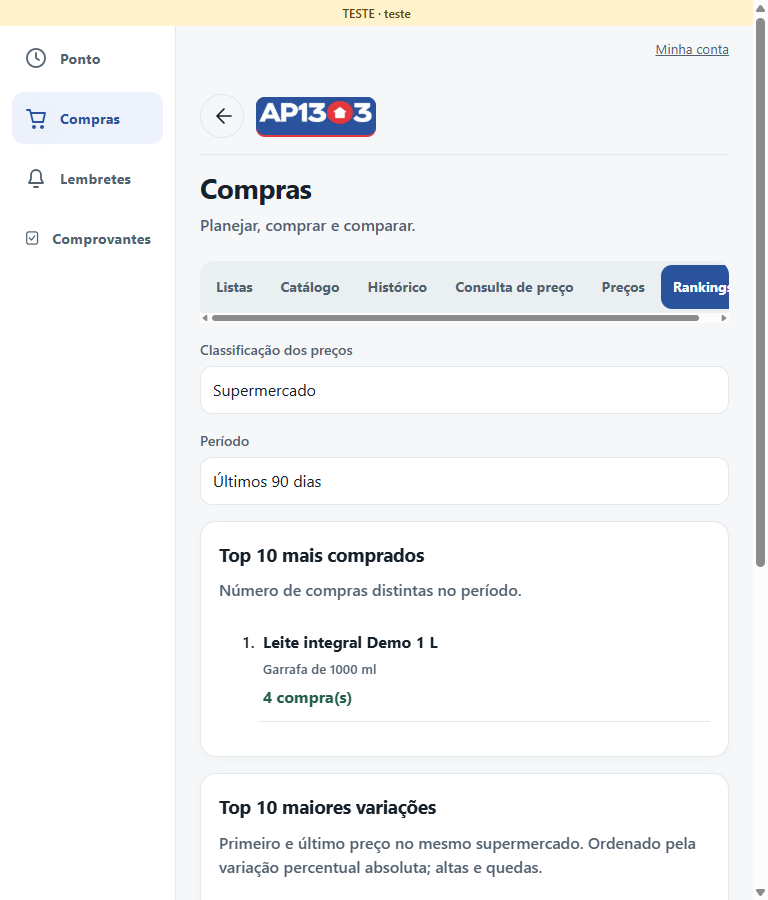 TESTE · teste
Ponto
Compras
Lembretes
Comprovantes
Minha conta
AP13 3
Compras
Planejar, comprar e comparar.
Listas Catálogo Histórico Consulta de preço Preços Rankings
Classificação dos preços
Supermercado
Período
Últimos 90 dias
Top 10 mais comprados
Número de compras distintas no período.
1. Leite integral Demo 1 L
Garrafa de 1000 ml
4 compra(s)
Top 10 maiores variações
Primeiro e último preço no mesmo supermercado. Ordenado pela
variação percentual absoluta; altas e quedas.